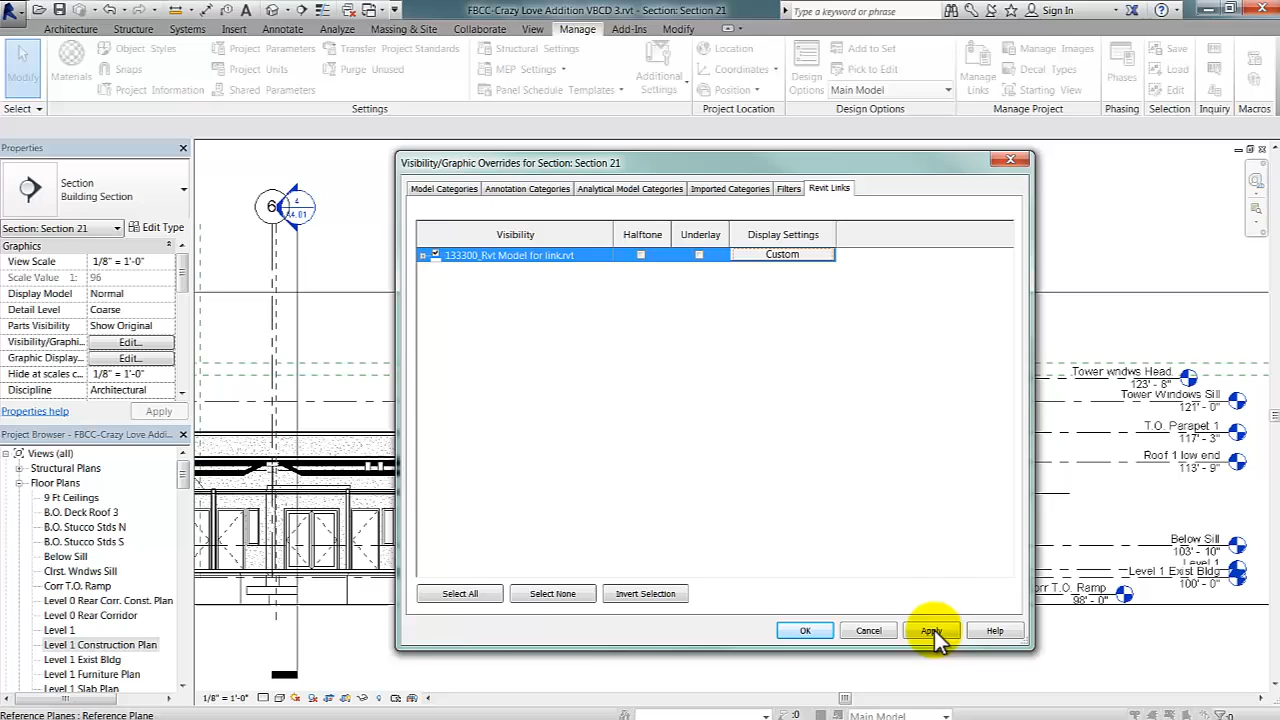 FBCC-Crazy Love Addition VBCD 3.rvt - Section: Section 21
Type a keyword or phrase
Sign In
Architecture Structure Systems Insert Annotate Analyze Massing & Site Collaborate View Manage Add-Ins Modify
Modify
Select
Materials
Object Styles
Snaps
Project Information
Project Parameters
Project Units
Shared Parameters
Transfer Project Standards
Purge Unused
Structural Settings
MEP Settings
Panel Schedule Templates
Additional Settings
Settings
Location
Coordinates
Position
Project Location
Design Options
Add to Set
Pick to Edit
Main Model
Design Options
Manage Links
Manage Images
Decal Types
Starting View
Manage Project
Phases
Phasing
Save
Load
Edit
Selection
Inquiry
Macros
Properties
Section
Building Section
Section: Section 21
Edit Type
Graphics
View Scale 1/8" = 1'-0"
Scale Value 1: 96
Display Model Normal
Detail Level Coarse
Parts Visibility Show Original
Visibility/Graphi... Edit...
Graphic Display... Edit...
Hide at scales c... 1/8" = 1'-0"
Discipline Architectural
Properties help
Apply
Project Browser - FBCC-Crazy Love Addi...
Views (all)
Structural Plans
Floor Plans
9 Ft Ceilings
B.O. Deck Roof 3
B.O. Stucco Stds N
B.O. Stucco Stds S
Below Sill
Clrst. Wndws Sill
Corr T.O. Ramp
Level 0 Rear Corr. Const. Plan
Level 0 Rear Corridor
Level 1
Level 1 Construction Plan
Level 1 Exist Bldg
Level 1 Furniture Plan
Level 1 Slab Plan
6
4
A4.01
Visibility/Graphic Overrides for Section: Section 21
Model Categories Annotation Categories Analytical Model Categories Imported Categories Filters Revit Links
Visibility Halftone Underlay Display Settings
133300_Rvt Model for link.rvt Custom
Select All Select None Invert Selection
OK Cancel Apply Help
Tower wndws Head
123' - 8"
Tower Windows Sill
121' - 0"
T.O. Parapet 1
117' - 3"
Roof 1 low end
113' - 9"
Below Sill
103' - 10"
Level 1
Level 1 Exist Bldg
100' - 0"
Corr T.O. Ramp
98' - 0"
1/8" = 1'-0"
Reference Planes : Reference Plane
:0
Main Model
:0